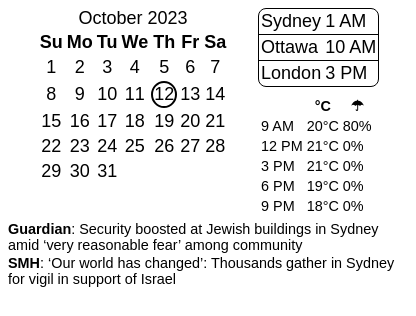 October 2023
Su Mo Tu We Th Fr Sa
1 2 3 4 5 6 7
8 9 10 11 12 13 14
15 16 17 18 19 20 21
22 23 24 25 26 27 28
29 30 31
Sydney 1 AM
Ottawa 10 AM
London 3 PM
°C ☂
9 AM 20°C 80%
12 PM 21°C 0%
3 PM 21°C 0%
6 PM 19°C 0%
9 PM 18°C 0%
Guardian: Security boosted at Jewish buildings in Sydney
amid ‘very reasonable fear’ among community
SMH: ‘Our world has changed’: Thousands gather in Sydney
for vigil in support of Israel